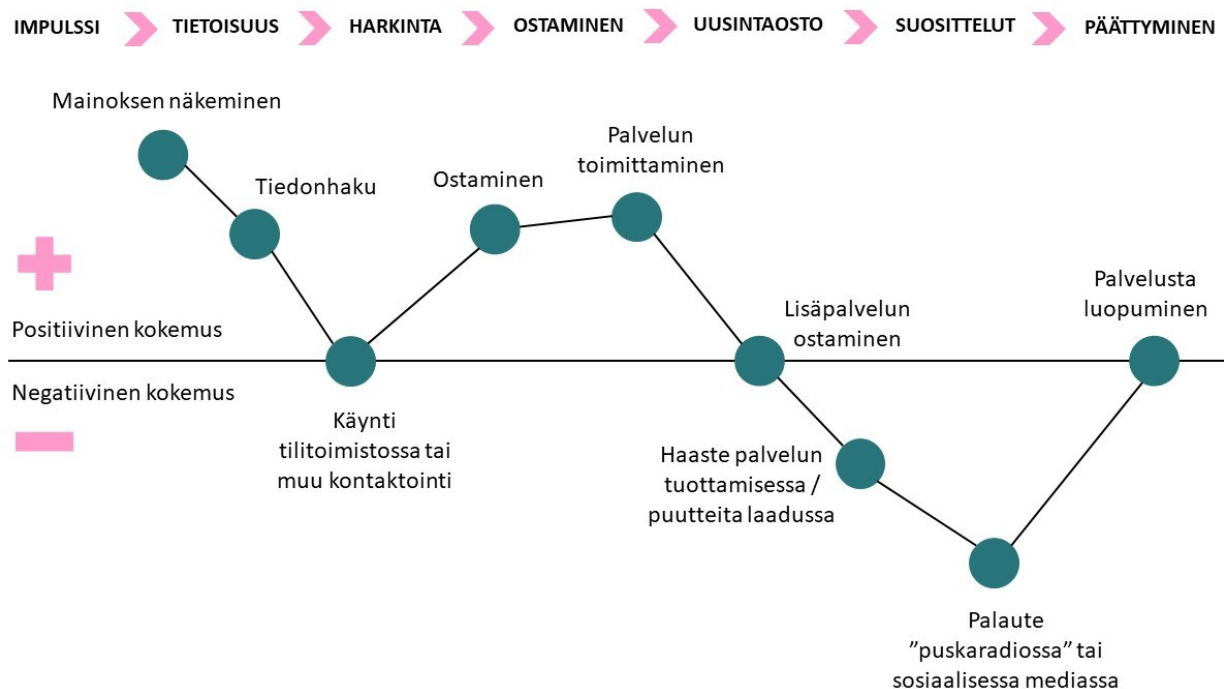 IMPULSSI TIETOISUUS HARKINTA OSTAMINEN UUSINTAOSTO SUOSITTELUT PÄÄTTYMINEN
Mainoksen näkeminen
Tiedonhaku
Ostaminen
Palvelun
toimittaminen
Positiivinen kokemus
Negatiivinen kokemus
Käynti
tilitoimistossa tai
muu kontaktointi
Lisäpalvelun
ostaminen
Haaste palvelun
tuottamisessa /
puutteita laadussa
Palaute
”puskaradiossa” tai
sosiaalisessa mediassa
Palvelusta
luopuminen